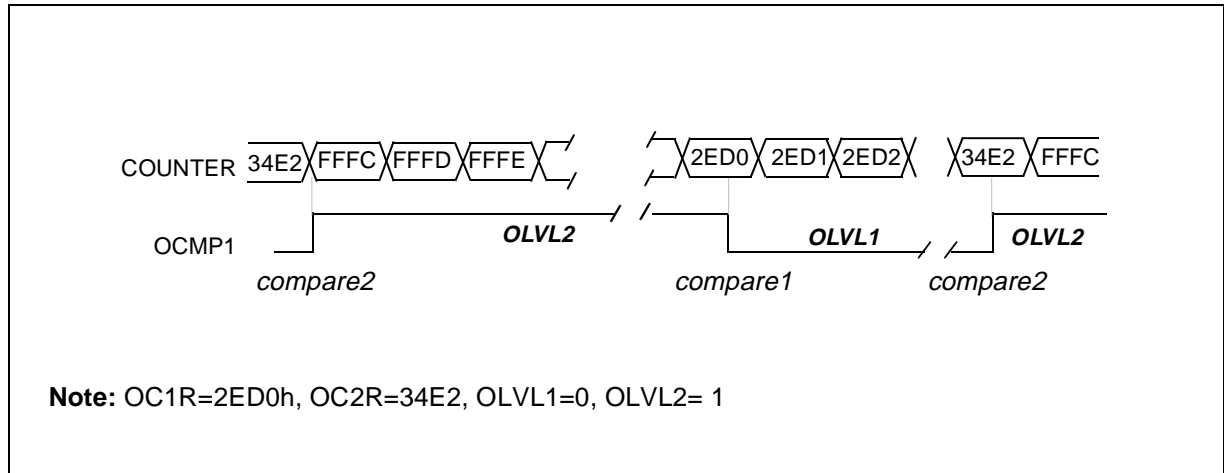 COUNTER 34E2 FFFC FFFD FFFE 2ED0 2ED1 2ED2 34E2 FFFC
OCMP1 OLVL2 OLVL1 OLVL2
compare2 compare1 compare2
Note: OC1R=2ED0h, OC2R=34E2, OLVL1=0, OLVL2= 1